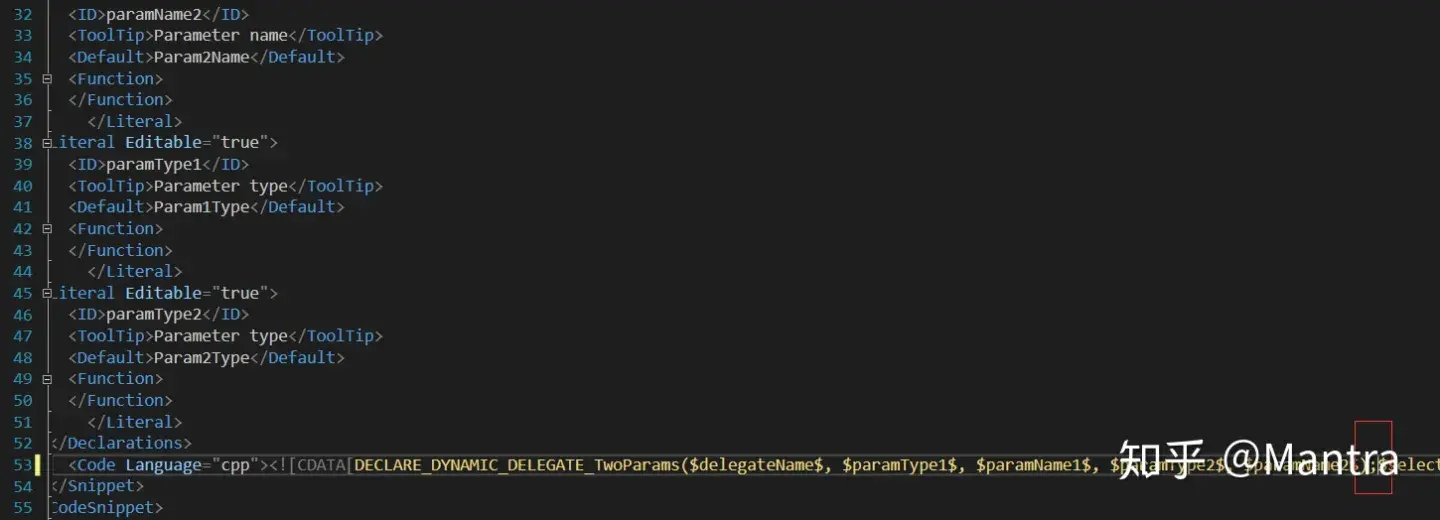 32 <ID>paramName2</ID>
33 <ToolTip>Parameter name</ToolTip>
34 <Default>Param2Name</Default>
35 <Function>
36 </Function>
37 </Literal>
38 iteral Editable="true">
39 <ID>paramType1</ID>
40 <ToolTip>Parameter type</ToolTip>
41 <Default>Param1Type</Default>
42 <Function>
43 </Function>
44 </Literal>
45 iteral Editable="true">
46 <ID>paramType2</ID>
47 <ToolTip>Parameter type</ToolTip>
48 <Default>Param2Type</Default>
49 <Function>
50 </Function>
51 </Literal>
52 </Declarations>
53 <Code Language="cpp"><![CDATA[DECLARE_DYNAMIC_DELEGATE_TwoParams($delegateName$, $paramType1$, $paramName1$, $paramType2$, $paramName2$);$select
54 </Snippet>
55 CodeSnippet>
知乎 @Mantra